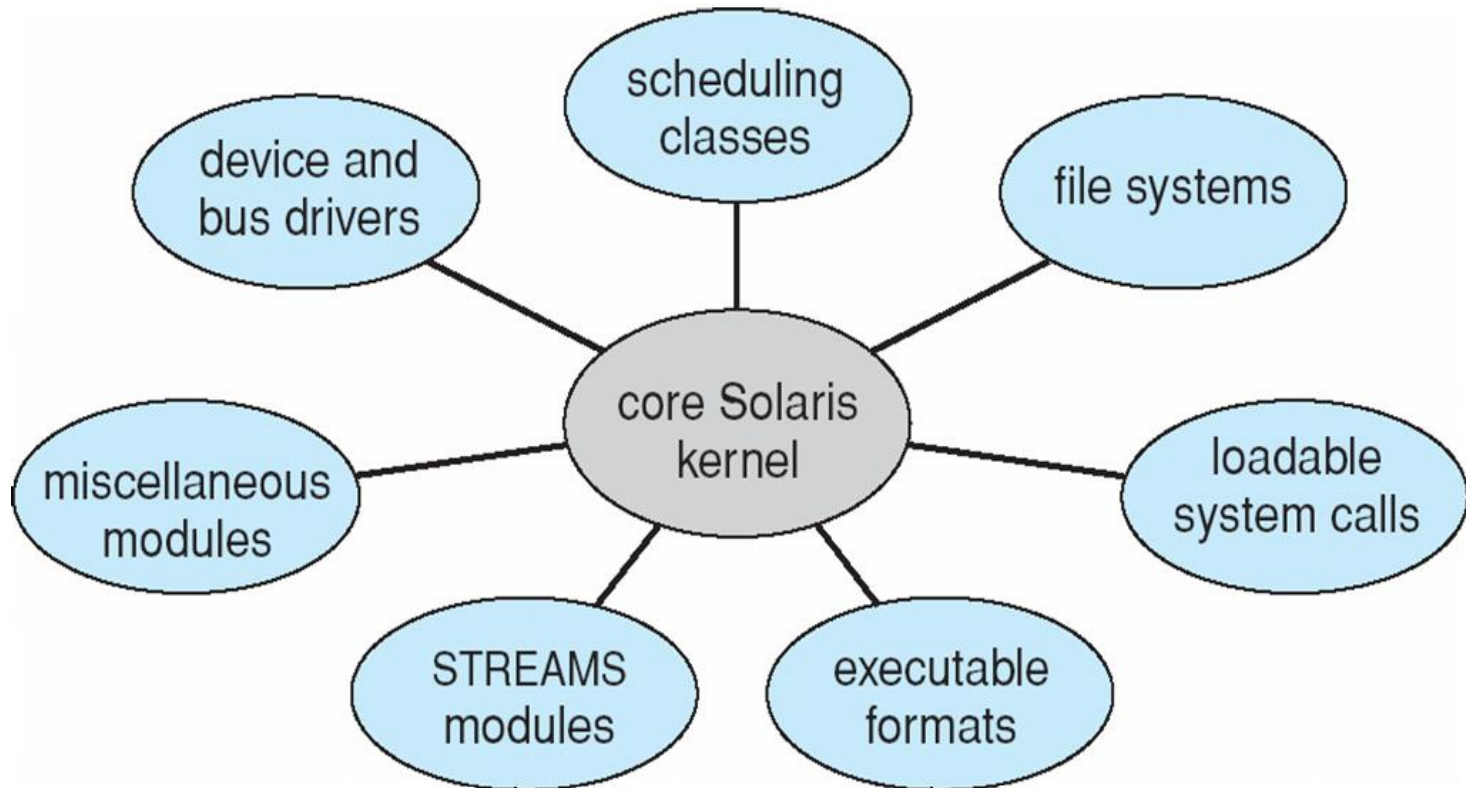 scheduling
classes
device and
bus drivers
file systems
core Solaris
kernel
miscellaneous
modules
loadable
system calls
STREAMS
modules
executable
formats